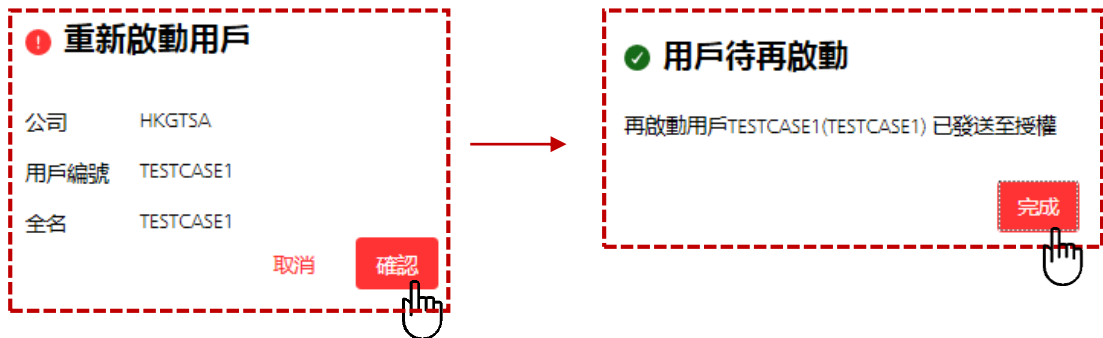 重新啟動用戶
公司 HKGTSA
用戶編號 TESTCASE1
全名 TESTCASE1
取消 確認
用戶待再啟動
再啟動用戶TESTCASE1(TESTCASE1) 已發送至授權
完成